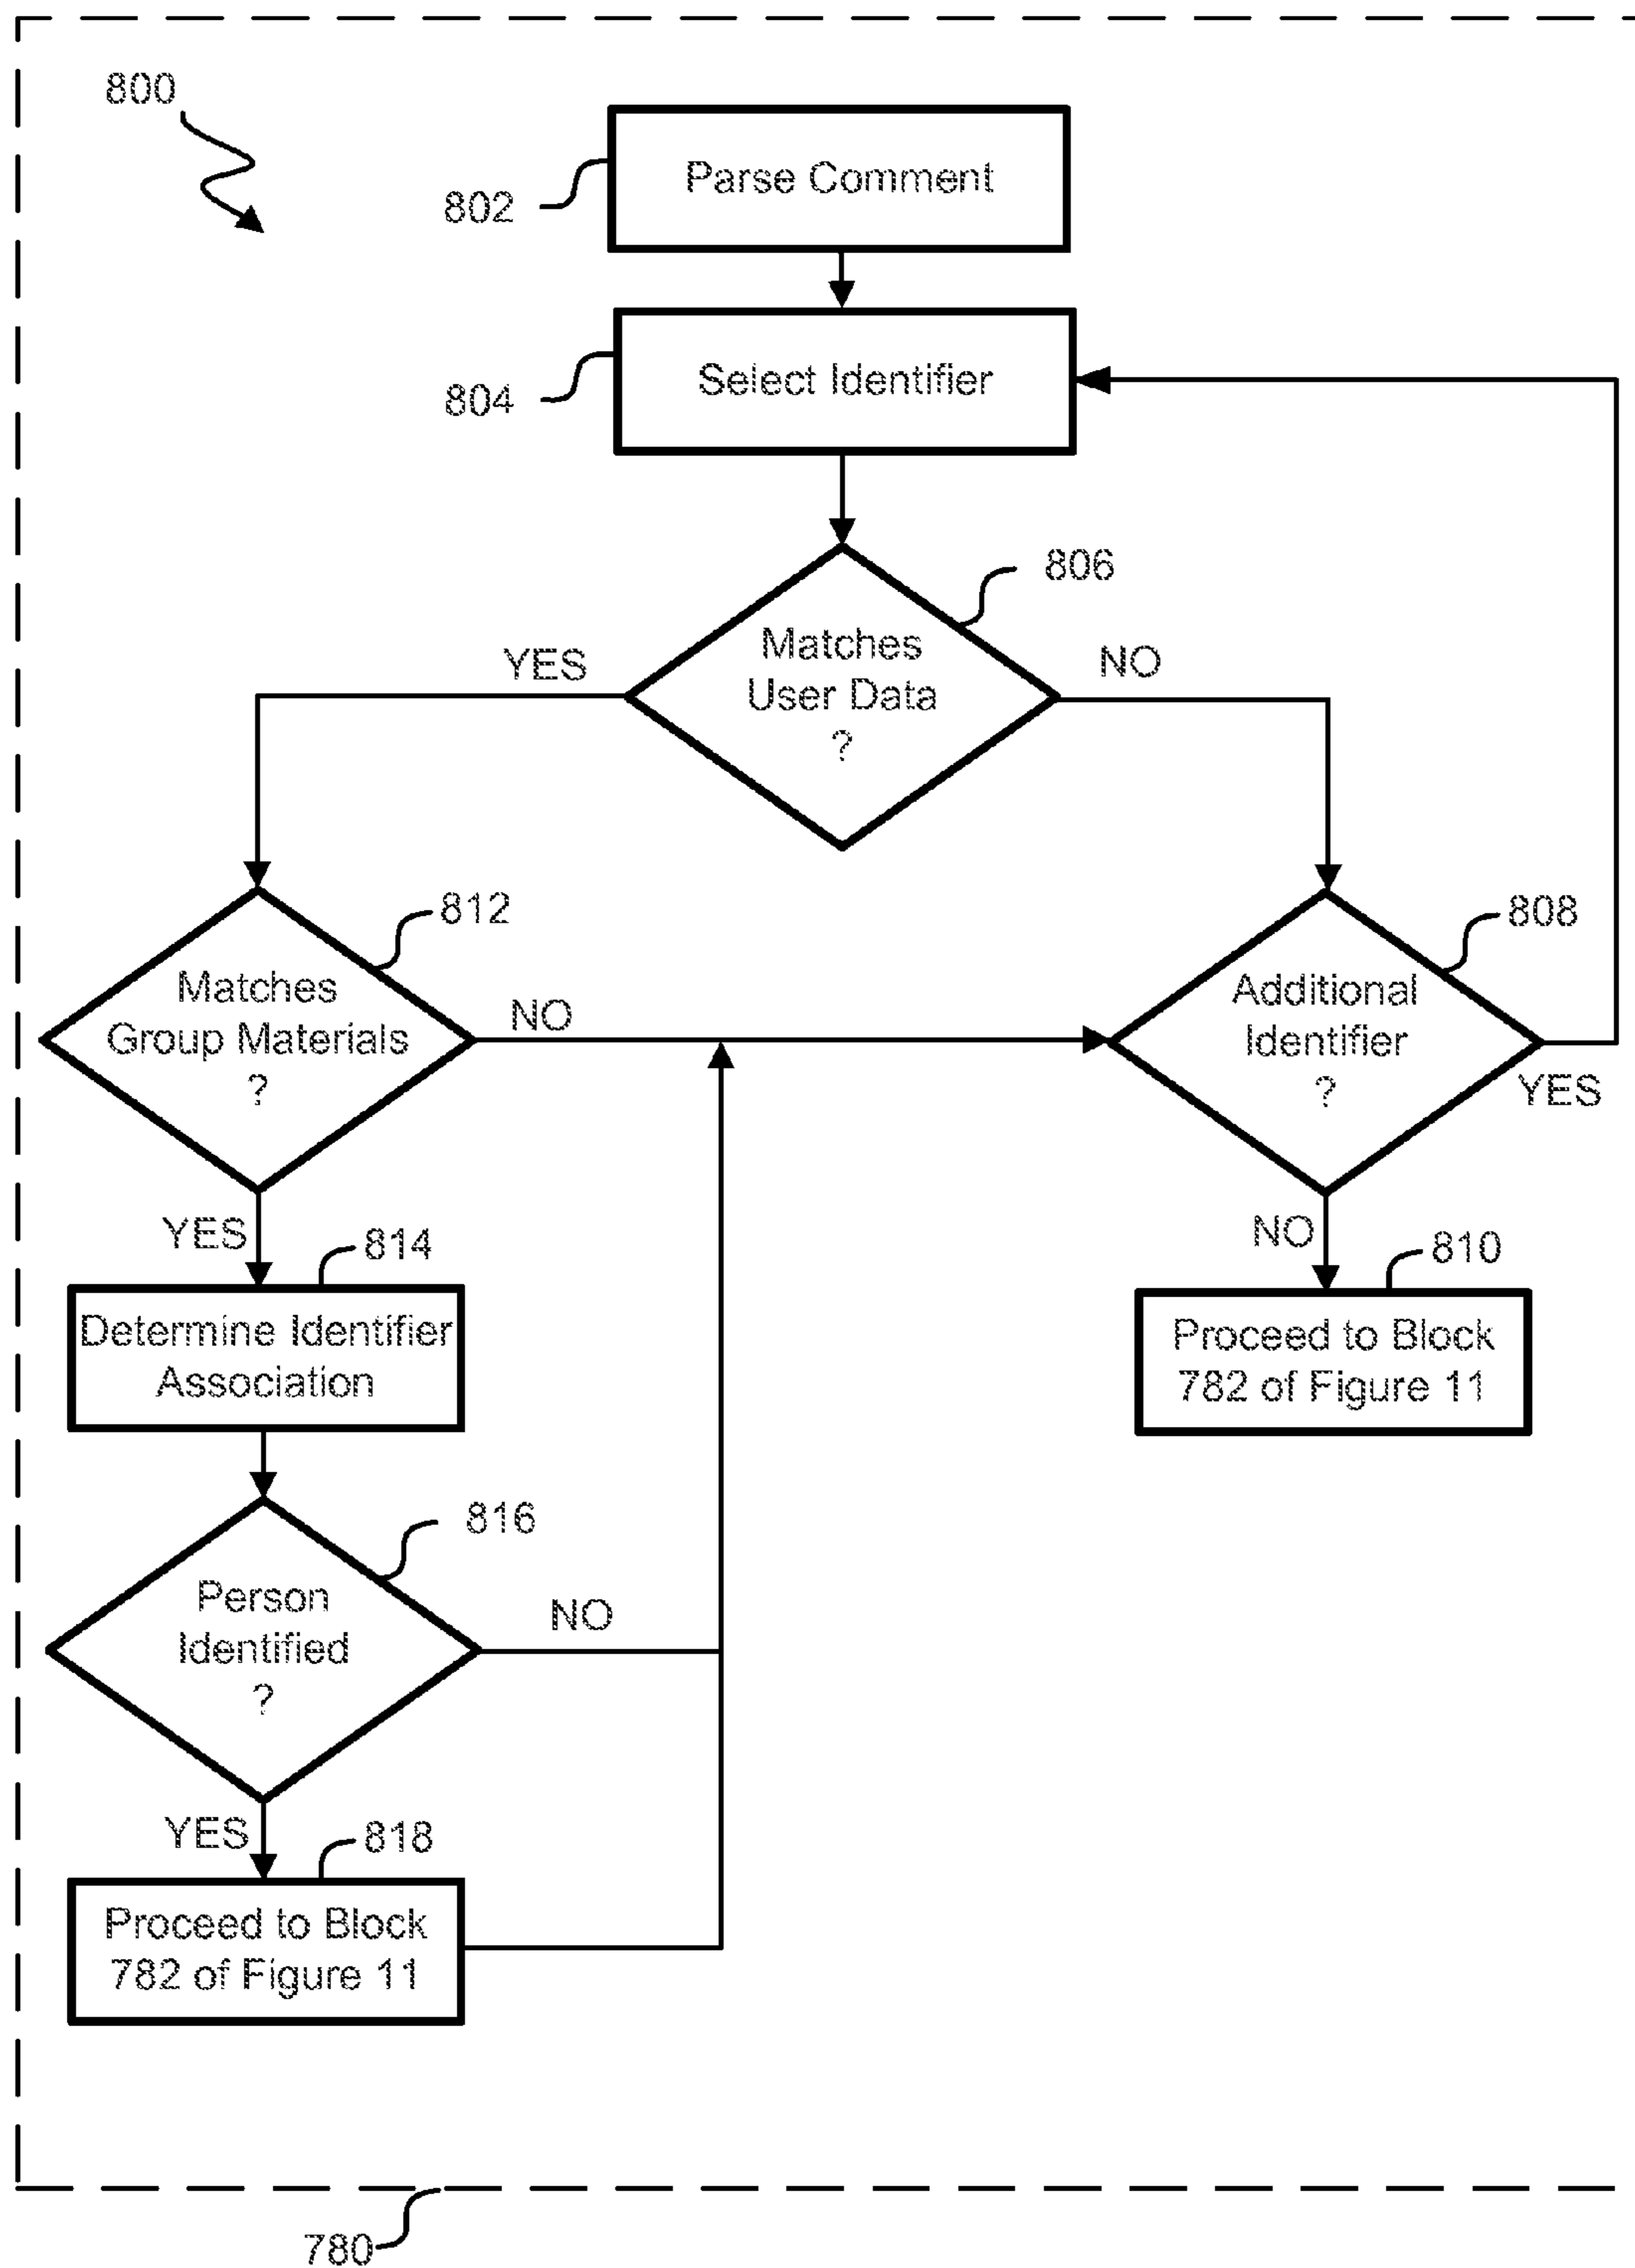 800
Parse Comment
802
Select Identifier
804
806
Matches
User Data
?
YES
NO
812
808
Matches
Group Materials
?
NO
Additional
Identifier
?
YES
YES
814
NO
810
Determine Identifier
Association
Proceed to Block
782 of Figure 11
816
Person
Identified
?
NO
YES
818
Proceed to Block
782 of Figure 11
780